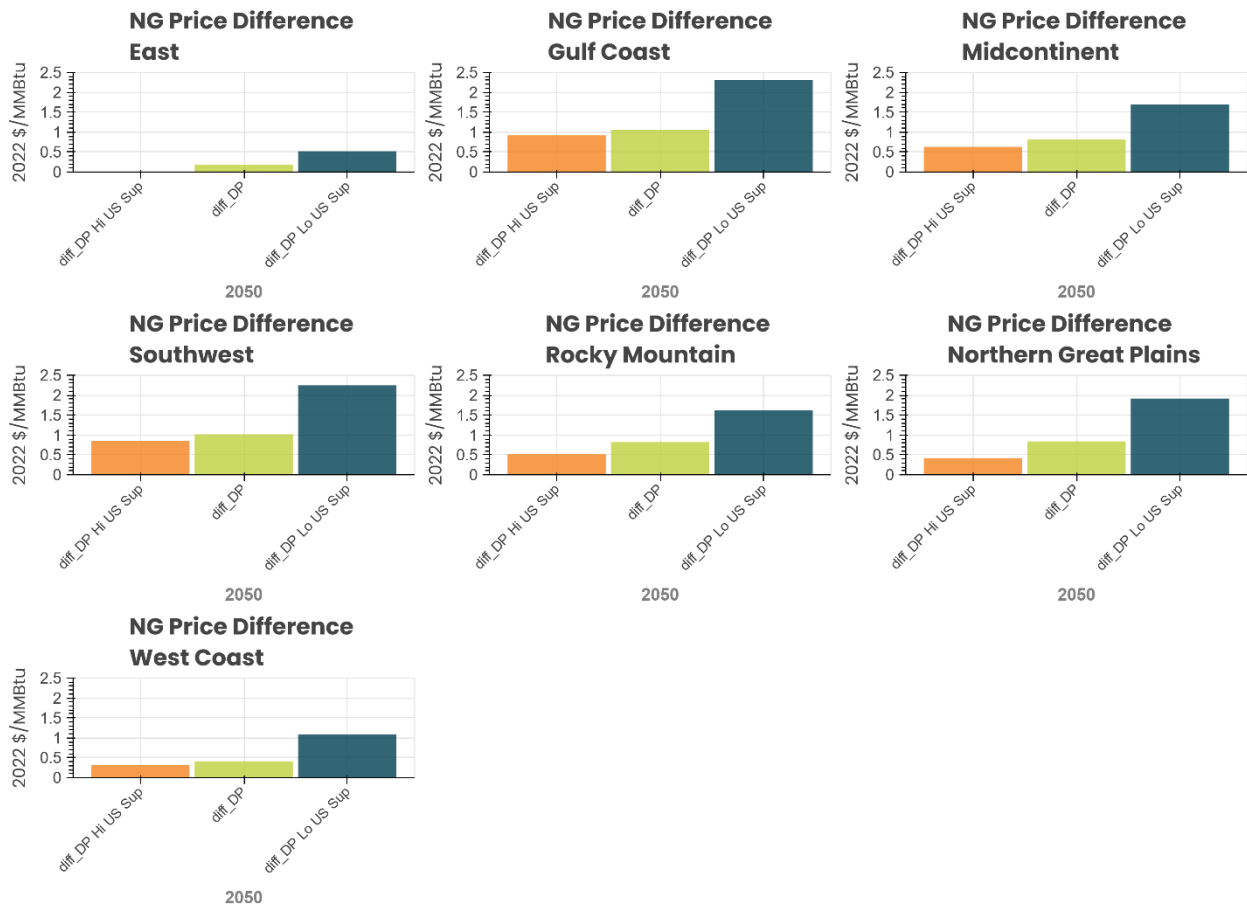 NG Price Difference
East
2022 $/MMBtu
2.5
2
1.5
1
0.5
0
diff_DP Hi US Sup
diff_DP
diff_DP Lo US Sup
2050
NG Price Difference
Gulf Coast
2022 $/MMBtu
2.5
2
1.5
1
0.5
0
diff_DP Hi US Sup
diff_DP
diff_DP Lo US Sup
2050
NG Price Difference
Midcontinent
2022 $/MMBtu
2.5
2
1.5
1
0.5
0
diff_DP Hi US Sup
diff_DP
diff_DP Lo US Sup
2050
NG Price Difference
Southwest
2022 $/MMBtu
2.5
2
1.5
1
0.5
0
diff_DP Hi US Sup
diff_DP
diff_DP Lo US Sup
2050
NG Price Difference
Rocky Mountain
2022 $/MMBtu
2.5
2
1.5
1
0.5
0
diff_DP Hi US Sup
diff_DP
diff_DP Lo US Sup
2050
NG Price Difference
Northern Great Plains
2022 $/MMBtu
2.5
2
1.5
1
0.5
0
diff_DP Hi US Sup
diff_DP
diff_DP Lo US Sup
2050
NG Price Difference
West Coast
2022 $/MMBtu
2.5
2
1.5
1
0.5
0
diff_DP Hi US Sup
diff_DP
diff_DP Lo US Sup
2050